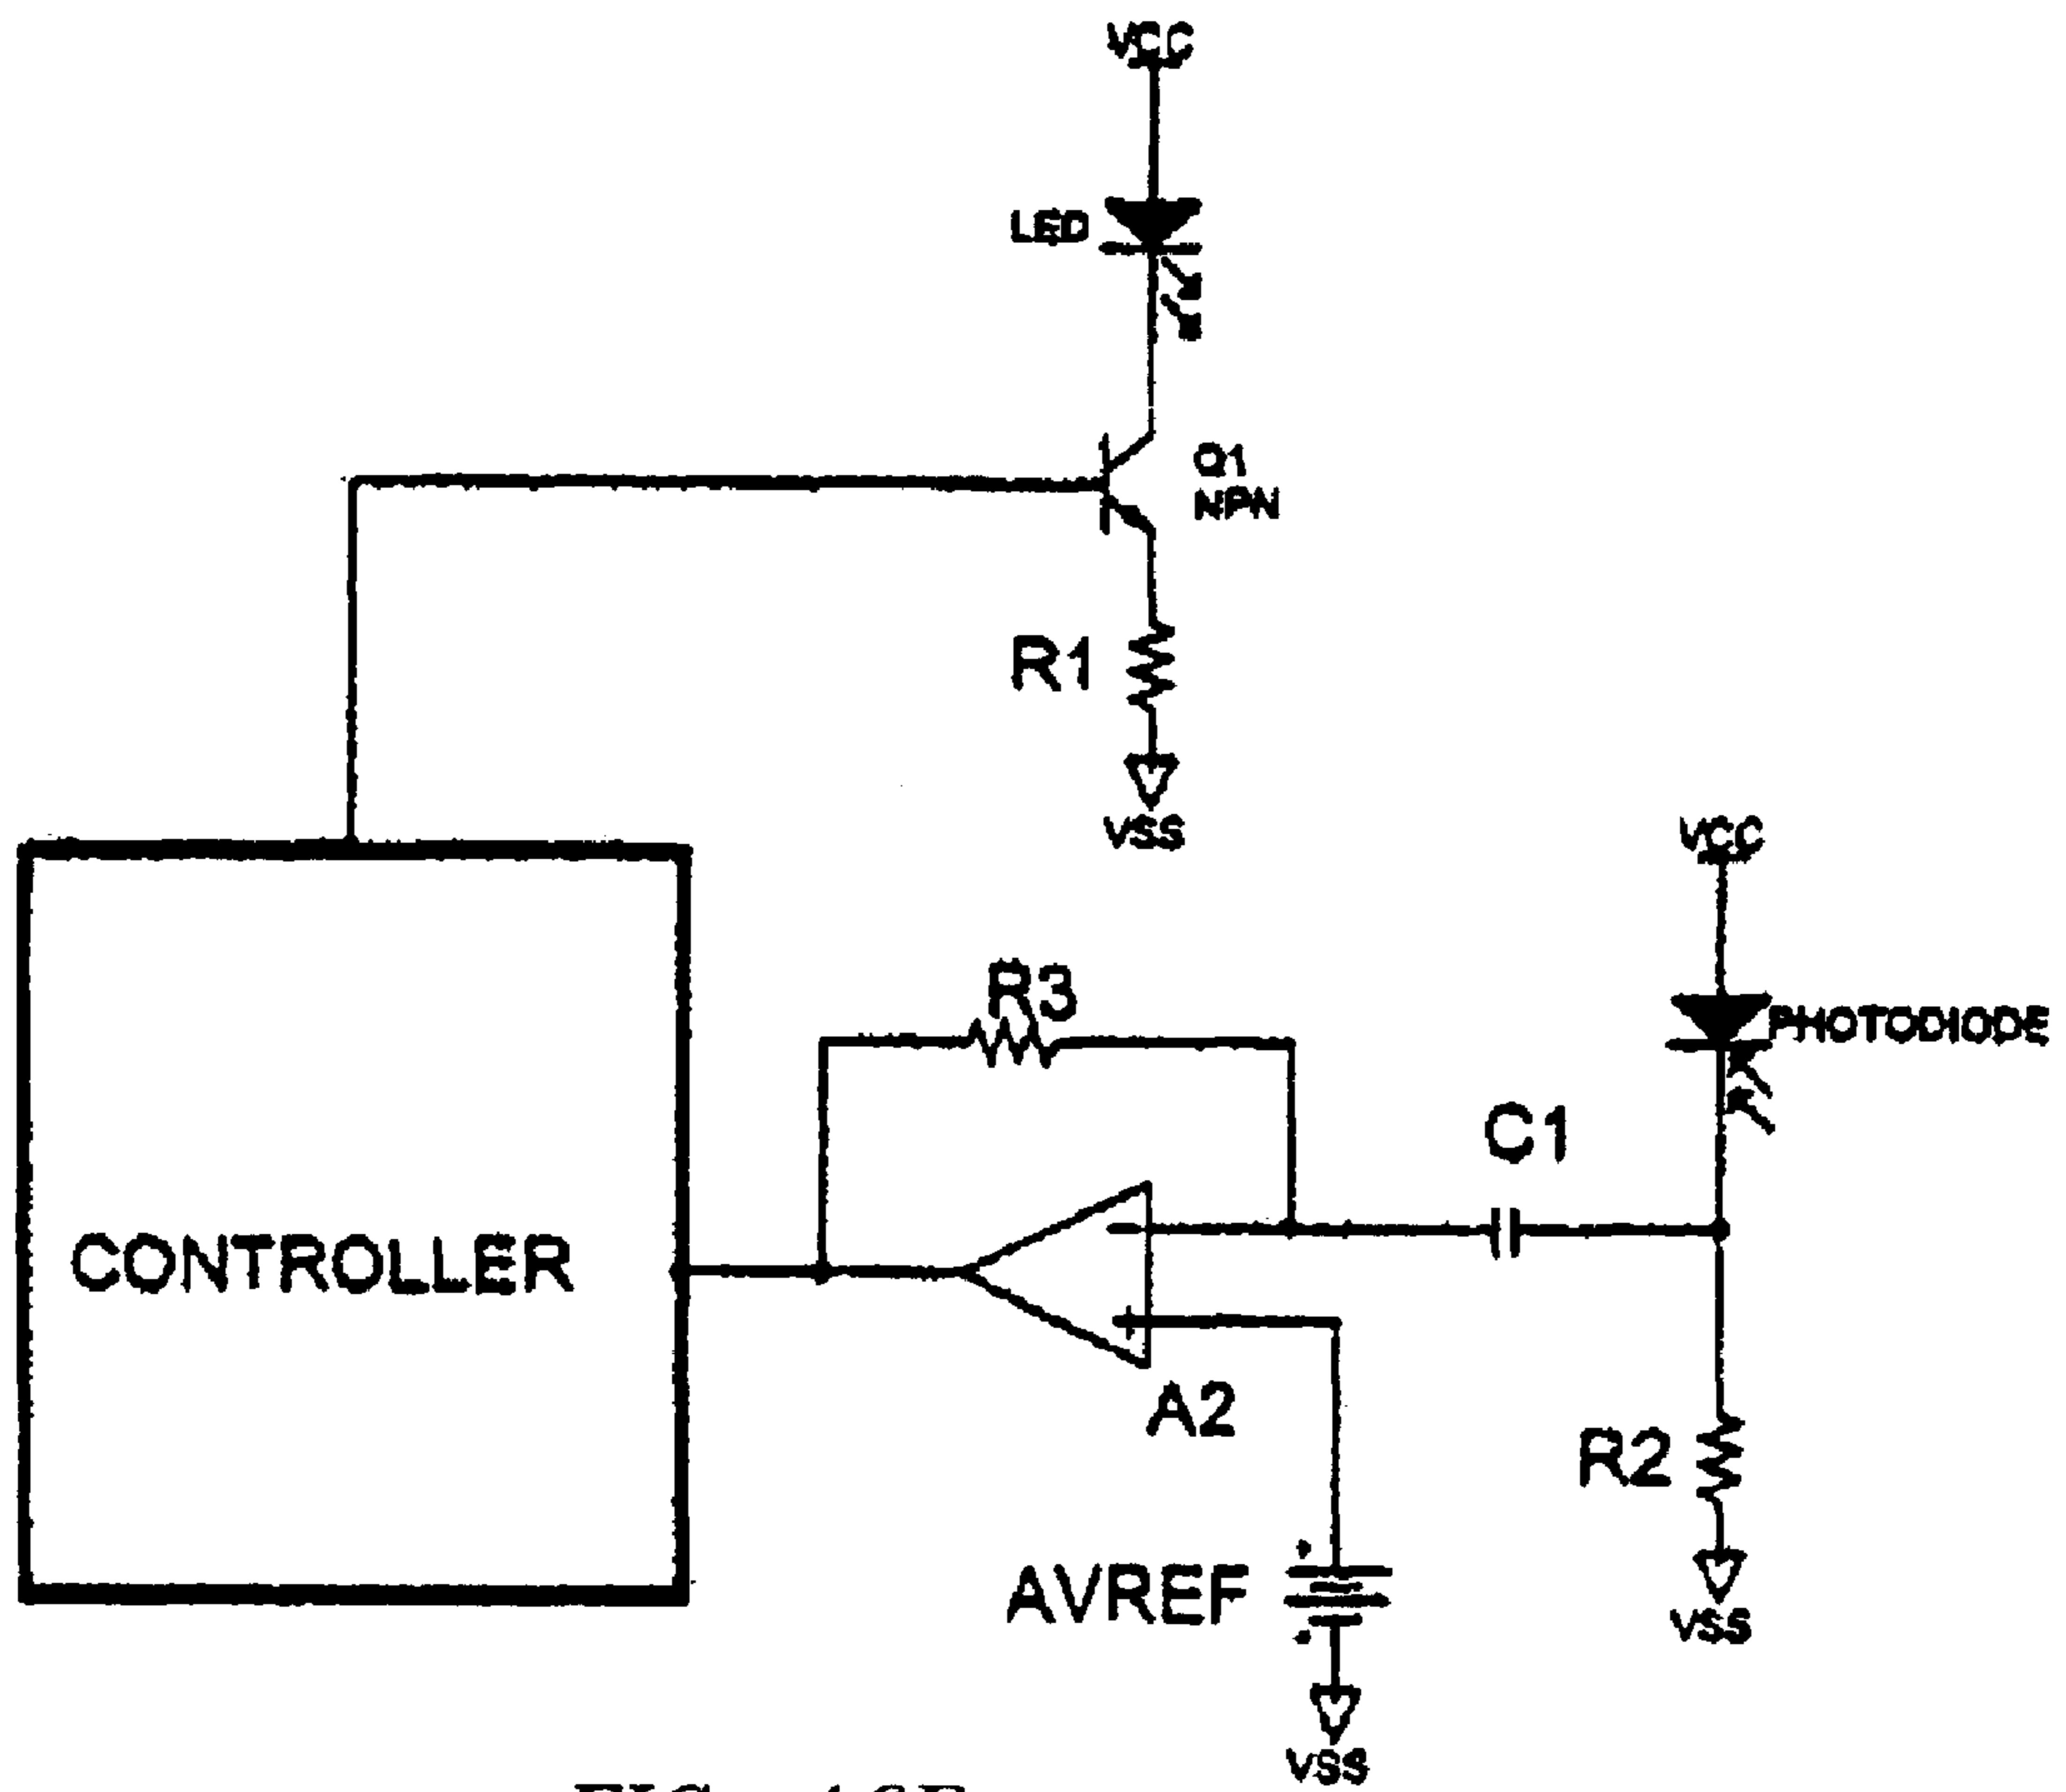 VCC
LED
Q1
NPN
R1
VSS
VCC
R3
PHOTODIODE
C1
CONTROLLER
A2
R2
AVREF
VSS
VSS